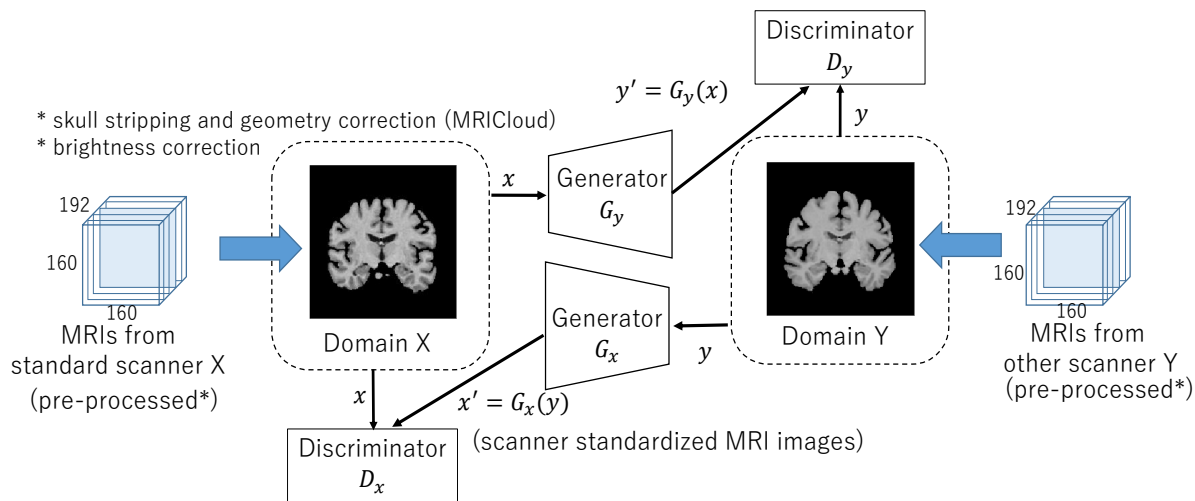 Discriminator
D_y
y′ = G_y(x)
y
* skull stripping and geometry correction (MRICloud)
* brightness correction
x
Generator
G_y
192
160
160
MRIs from
standard scanner X
(pre-processed*)
Domain X
Generator
G_x
y
Domain Y
192
160
160
MRIs from
other scanner Y
(pre-processed*)
x
x′ = G_x(y)
(scanner standardized MRI images)
Discriminator
D_x